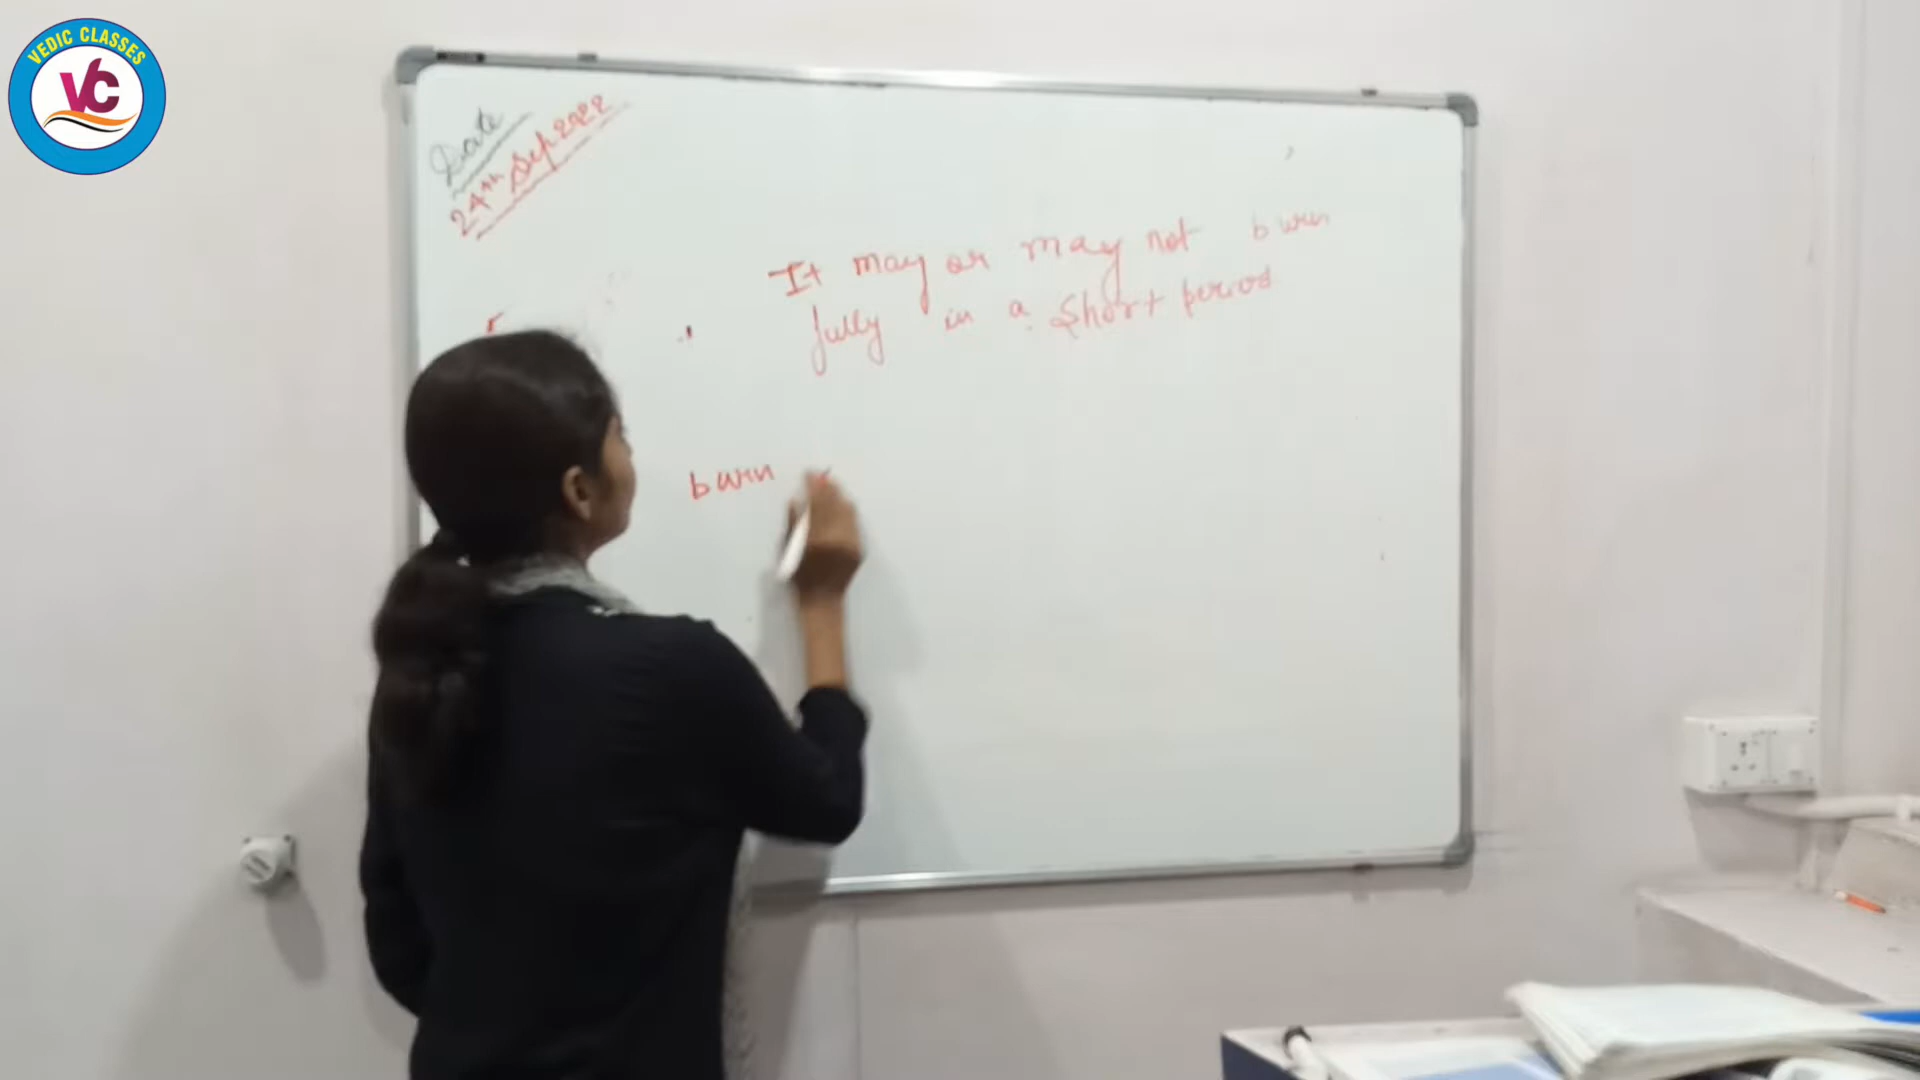 VEDIC CLASSES
VC
Date
24th Sep 2022
It may or may not burn
fully in a short period
burn